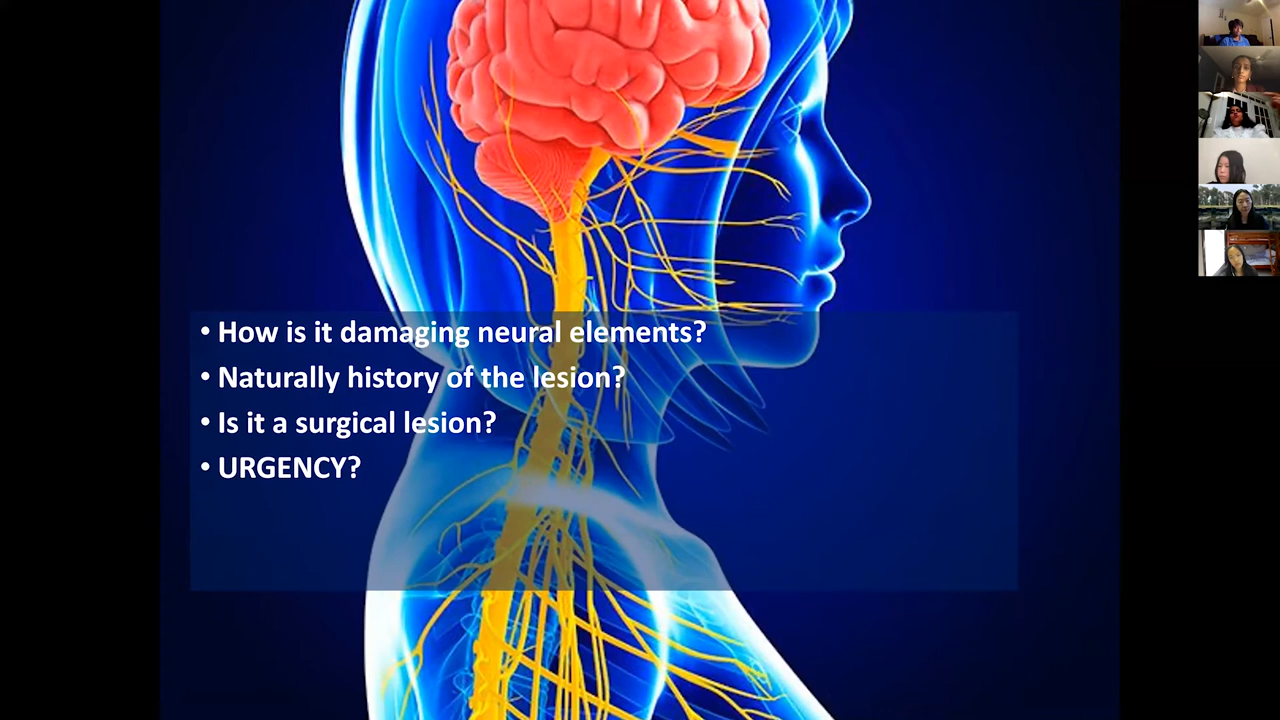 • How is it damaging neural elements?
• Naturally history of the lesion?
• Is it a surgical lesion?
• URGENCY?